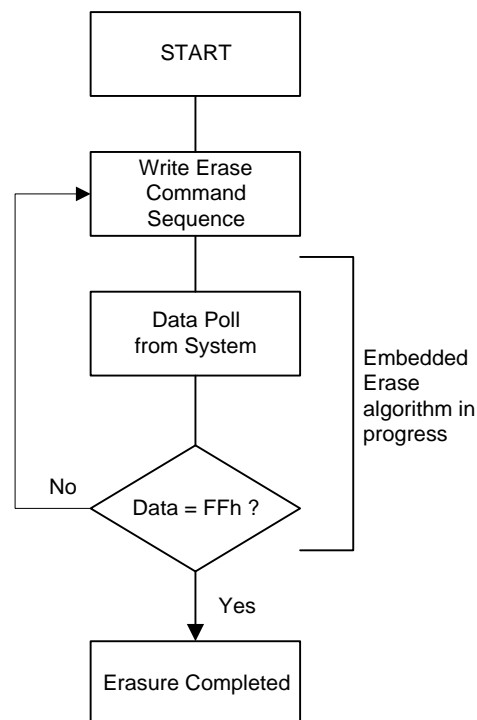 START
Write Erase
Command
Sequence
Data Poll
from System
Embedded
Erase
algorithm in
progress
No
Data = FFh ?
Yes
Erasure Completed